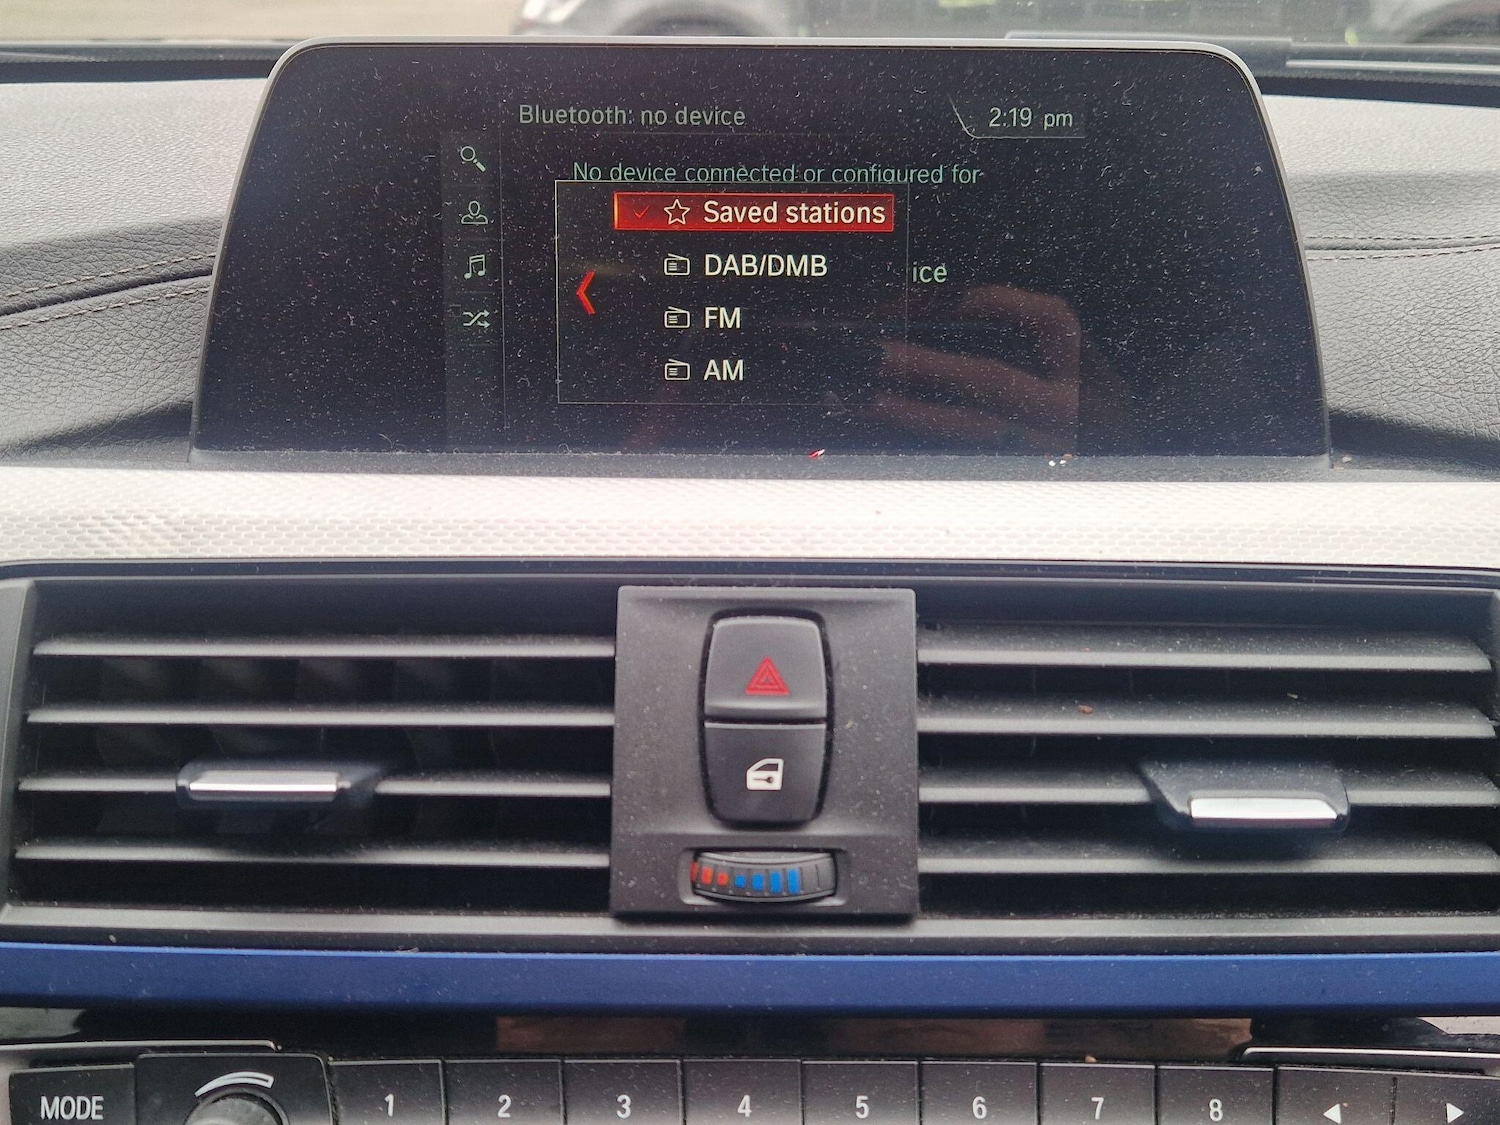 Bluetooth: no device
2:19 pm
No device connected or configured for
Saved stations
DAB/DMB
ice
FM
AM
MODE
1
2
3
4
5
6
7
8